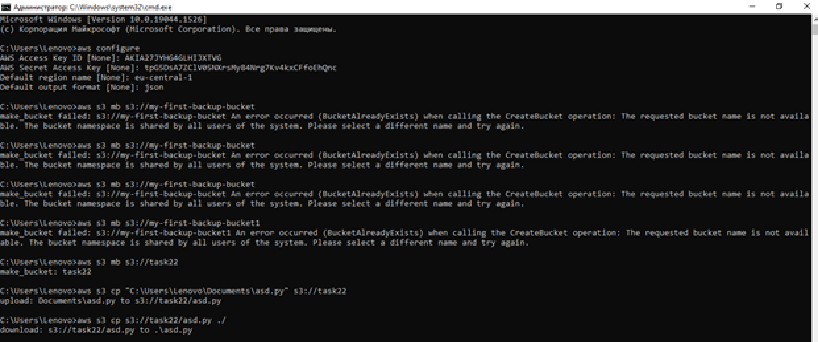 Администратор: C:\Windows\system32\cmd.exe
Microsoft Windows [Version 10.0.19044.1526]
(c) Корпорация Майкрософт (Microsoft Corporation). Все права защищены.
C:\Users\Lenovo>aws configure
AWS Access Key ID [None]:
AWS Secret Access Key [None]:
Default region name [None]: eu-central-1
Default output format [None]: json
C:\Users\Lenovo>aws s3 mb s3://my-first-backup-bucket
make_bucket failed: s3://my-first-backup-bucket An error occurred (BucketAlreadyExists) when calling the CreateBucket operation: The requested bucket name is not availa
ble. The bucket namespace is shared by all users of the system. Please select a different name and try again.
C:\Users\Lenovo>aws s3 mb s3://my-first-backup-bucket
make_bucket failed: s3://my-first-backup-bucket An error occurred (BucketAlreadyExists) when calling the CreateBucket operation: The requested bucket name is not availa
ble. The bucket namespace is shared by all users of the system. Please select a different name and try again.
C:\Users\Lenovo>aws s3 mb s3://my-first-backup-bucket
make_bucket failed: s3://my-first-backup-bucket An error occurred (BucketAlreadyExists) when calling the CreateBucket operation: The requested bucket name is not availa
ble. The bucket namespace is shared by all users of the system. Please select a different name and try again.
C:\Users\Lenovo>aws s3 mb s3://my-first-backup-bucket1
make_bucket failed: s3://my-first-backup-bucket1 An error occurred (BucketAlreadyExists) when calling the CreateBucket operation: The requested bucket name is not avail
able. The bucket namespace is shared by all users of the system. Please select a different name and try again.
C:\Users\Lenovo>aws s3 mb s3://task22
make_bucket: task22
C:\Users\Lenovo>aws s3 cp "C:\Users\Lenovo\Documents\asd.py" s3://task22
upload: Documents\asd.py to s3://task22/asd.py
C:\Users\Lenovo>aws s3 cp s3://task22/asd.py ./
download: s3://task22/asd.py to .\asd.py